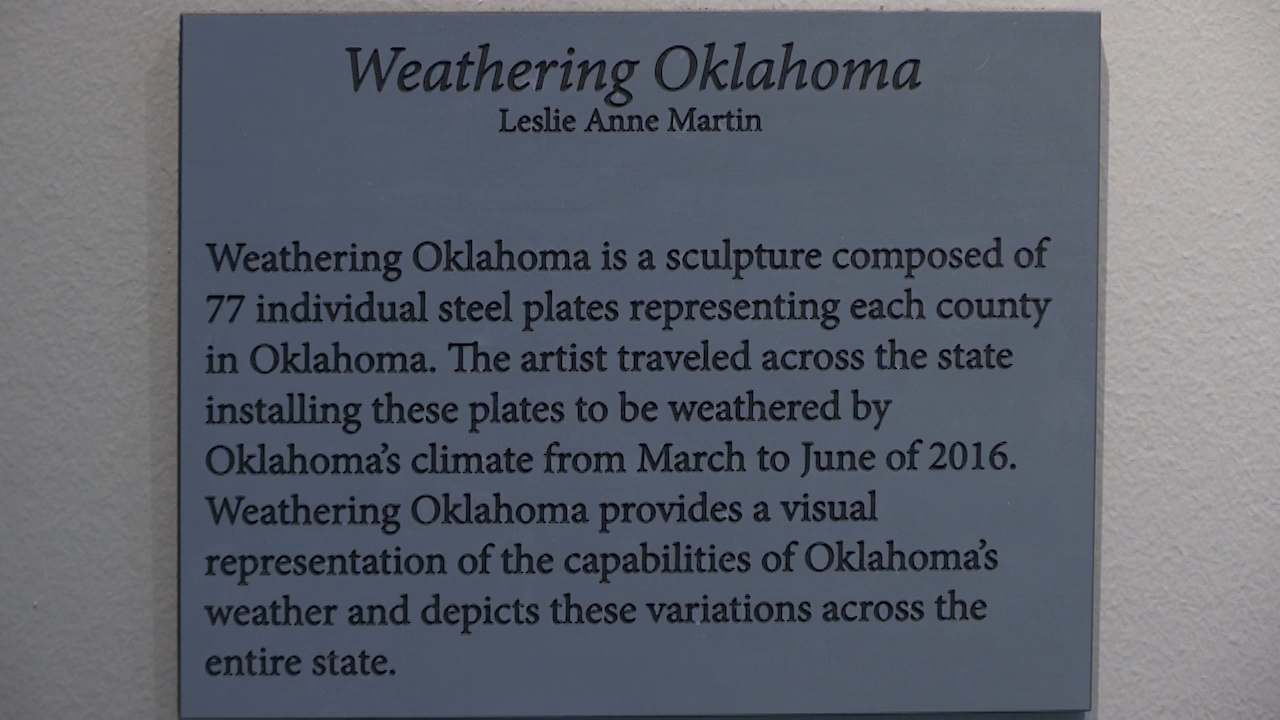 Weathering Oklahoma
Leslie Anne Martin
Weathering Oklahoma is a sculpture composed of
77 individual steel plates representing each county
in Oklahoma. The artist traveled across the state
installing these plates to be weathered by
Oklahoma's climate from March to June of 2016.
Weathering Oklahoma provides a visual
representation of the capabilities of Oklahoma's
weather and depicts these variations across the
entire state.